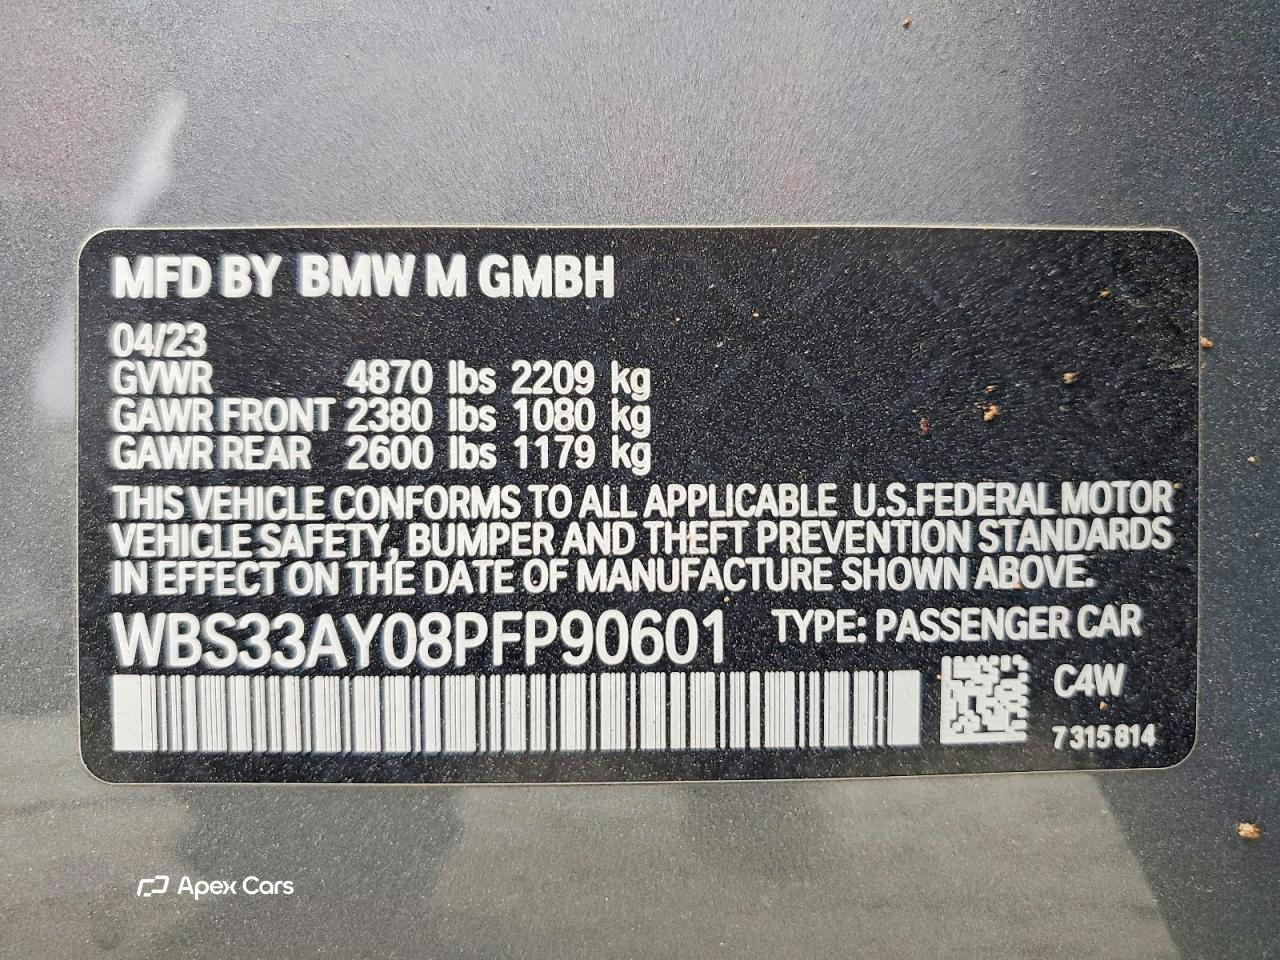 MFD BY BMW M GMBH
04/23
GVWR 4870 lbs 2209 kg
GAWR FRONT 2380 lbs 1080 kg
GAWR REAR 2600 lbs 1179 kg
THIS VEHICLE CONFORMS TO ALL APPLICABLE U.S.FEDERAL MOTOR
VEHICLE SAFETY, BUMPER AND THEFT PREVENTION STANDARDS
IN EFFECT ON THE DATE OF MANUFACTURE SHOWN ABOVE.
WBS33AY08PFP90601 TYPE: PASSENGER CAR
C4W
7 315 814
Apex Cars